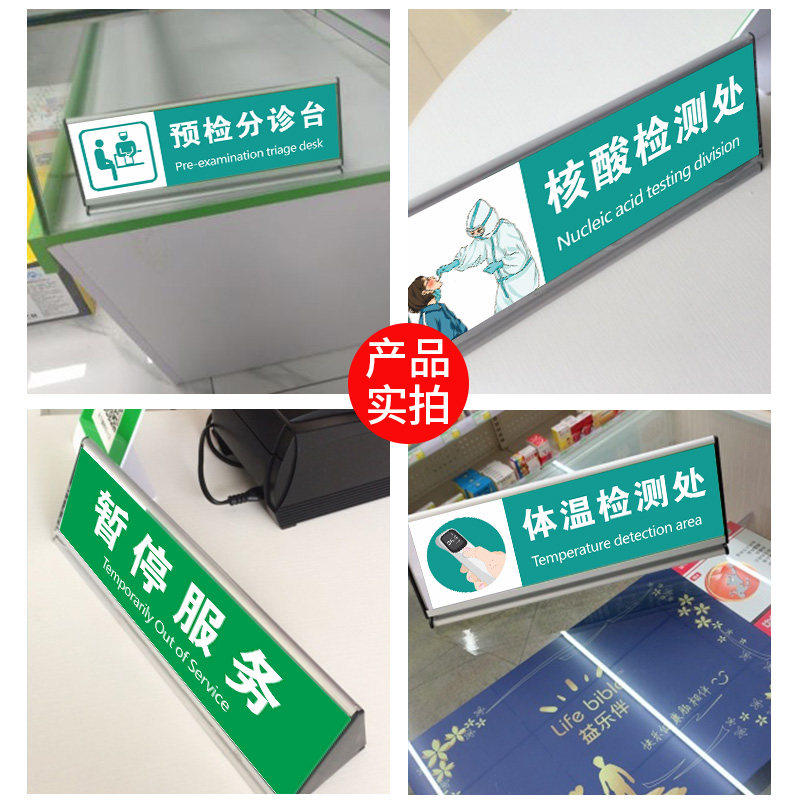 预检分诊台
Pre-examination triage desk
核酸检测处
Nucleic acid testing division
产品
实拍
暂停服务
Temporarily Out of Service
体温检测处
Temperature detection area
Life bible
益乐伴